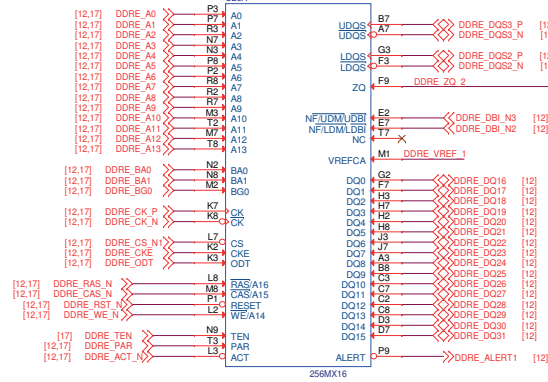 [12,17] DDRE_A0 P3 A0
[12,17] DDRE_A1 P7 A1
[12,17] DDRE_A2 R3 A2
[12,17] DDRE_A3 N7 A3
[12,17] DDRE_A4 N3 A4
[12,17] DDRE_A5 P8 A5
[12,17] DDRE_A6 P2 A6
[12,17] DDRE_A7 R8 A7
[12,17] DDRE_A8 R2 A8
[12,17] DDRE_A9 R7 A9
[12,17] DDRE_A10 M3 A10
[12,17] DDRE_A11 T2 A11
[12,17] DDRE_A12 M7 A12
[12,17] DDRE_A13 T8 A13
[12,17] DDRE_BA0 N2 BA0
[12,17] DDRE_BA1 N8 BA1
[12,17] DDRE_BG0 M2 BG0
[12,17] DDRE_CK_P K7 CK
[12,17] DDRE_CK_N K8 CK
[12,17] DDRE_CS_N1 L7 CS
[12,17] DDRE_CKE K2 CKE
[12,17] DDRE_ODT K3 ODT
[12,17] DDRE_RAS_N L8 RAS/A16
[12,17] DDRE_CAS_N M8 CAS/A15
[12,17] DDRE_RST_N P1 RESET
[12,17] DDRE_WE_N L2 WE/A14
[17] DDRE_TEN N9 TEN
[12,17] DDRE_PAR T3 PAR
[12,17] DDRE_ACT_N L3 ACT
UDQS B7 DDRE_DQS3_P
UDQS A7 DDRE_DQS3_N
LDQS G3 DDRE_DQS2_P
LDQS F3 DDRE_DQS2_N
ZQ F9 DDRE_ZQ_2
NF/UDM/UDBI E2 DDRE_DBI_N3 [12]
NF/LDM/LDBI E7 DDRE_DBI_N2 [12]
NC T7
VREFCA M1 DDRE_VREF_1
DQ0 G2 DDRE_DQ16 [12]
DQ1 F7 DDRE_DQ17 [12]
DQ2 H3 DDRE_DQ18 [12]
DQ3 H7 DDRE_DQ19 [12]
DQ4 H2 DDRE_DQ20 [12]
DQ5 H8 DDRE_DQ21 [12]
DQ6 J3 DDRE_DQ22 [12]
DQ7 J7 DDRE_DQ23 [12]
DQ8 A3 DDRE_DQ24 [12]
DQ9 B8 DDRE_DQ25 [12]
DQ10 C3 DDRE_DQ26 [12]
DQ11 C7 DDRE_DQ27 [12]
DQ12 C2 DDRE_DQ28 [12]
DQ13 C8 DDRE_DQ29 [12]
DQ14 D3 DDRE_DQ30 [12]
DQ15 D7 DDRE_DQ31 [12]
ALERT P9 DDRE_ALERT1 [12]
256MX16